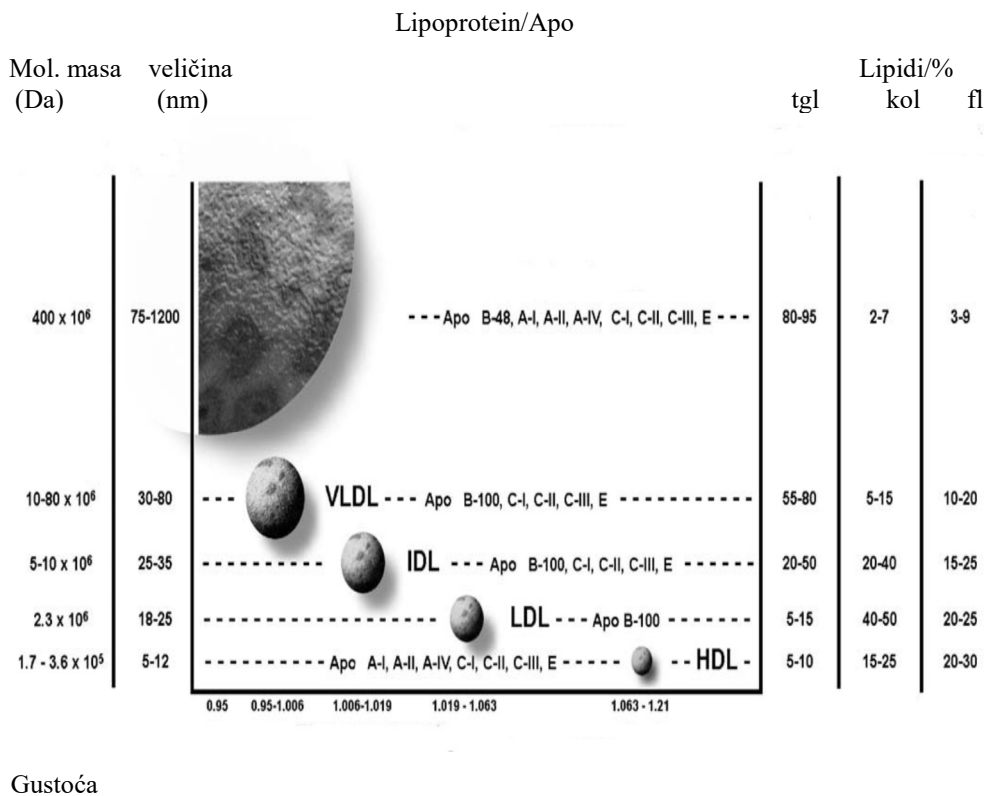 Lipoprotein/Apo
Mol. masa veličina Lipidi/%
(Da) (nm) tgl kol fl
400 x 10⁶ 75-1200 ---Apo B-48, A-I, A-II, A-IV, C-I, C-II, C-III, E--- 80-95 2-7 3-9
10-80 x 10⁶ 30-80 --- VLDL --- Apo B-100, C-I, C-II, C-III, E ------------ 55-80 5-15 10-20
5-10 x 10⁶ 25-35 ----------- IDL --- Apo B-100, C-I, C-II, C-III, E ------ 20-50 20-40 15-25
2.3 x 10⁶ 18-25 --------------------- LDL --- Apo B-100 -------- 5-15 40-50 20-25
1.7 - 3.6 x 10⁵ 5-12 -----------Apo A-I, A-II, A-IV, C-I, C-II, C-III, E----- --HDL- 5-10 15-25 20-30
0.95 0.95-1.006 1.006-1.019 1.019 - 1.063 1.063 - 1.21
Gustoća